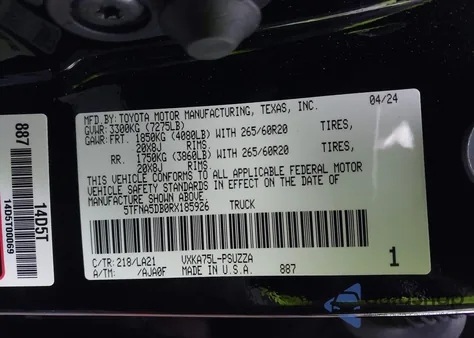 MFD.BY: TOYOTA MOTOR MANUFACTURING, TEXAS, INC. 04/24
GVWR: 3300KG (7275LB)
GAWR: FRT. 1850KG (4080LB) WITH 265/60R20 TIRES,
20X8J RIMS
RR. 1750KG (3860LB) WITH 265/60R20 TIRES,
20X8J RIMS
THIS VEHICLE CONFORMS TO ALL APPLICABLE FEDERAL MOTOR
VEHICLE SAFETY STANDARDS IN EFFECT ON THE DATE OF
MANUFACTURE SHOWN ABOVE.
5TFNA5DB0RX185926 TRUCK
C/TR: 218/LA21 VXKA75L-PSUZZA
A/TM: /AJA0F MADE IN U.S.A. 887 1
887
14D5T
14D5T00069